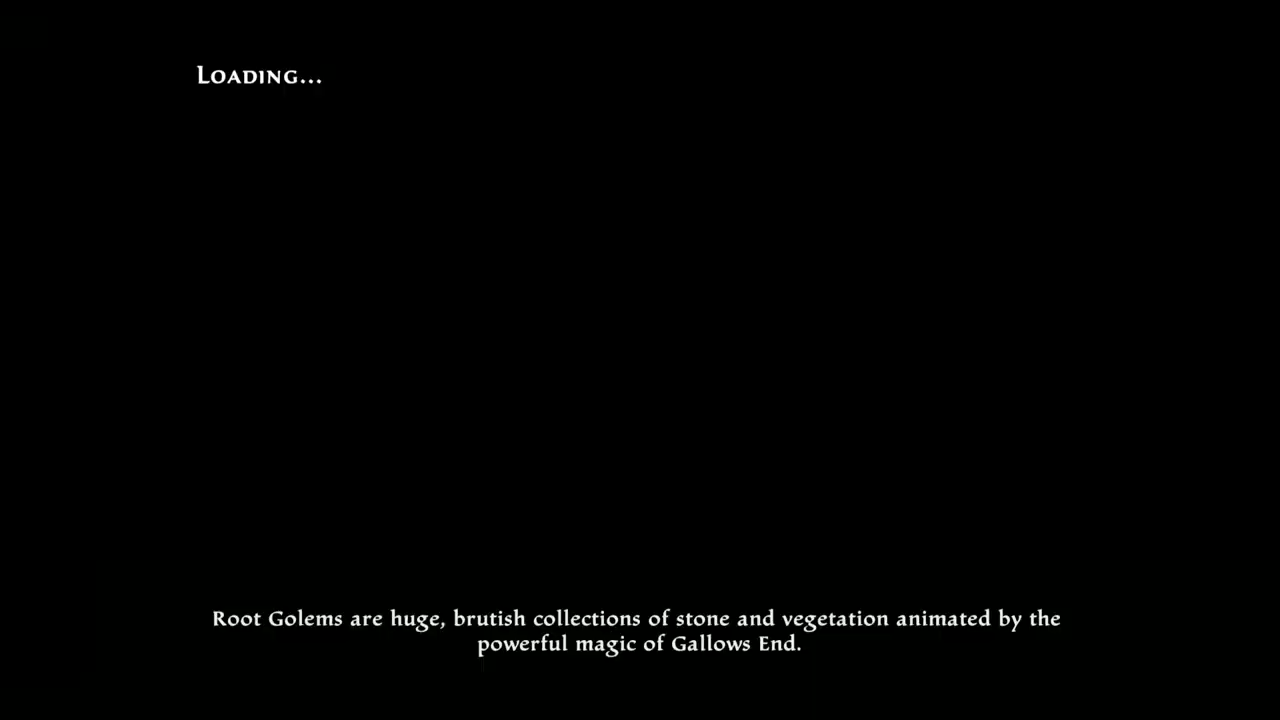 Loading...
Root Golems are huge, brutish collections of stone and vegetation animated by the
powerful magic of Gallows End.